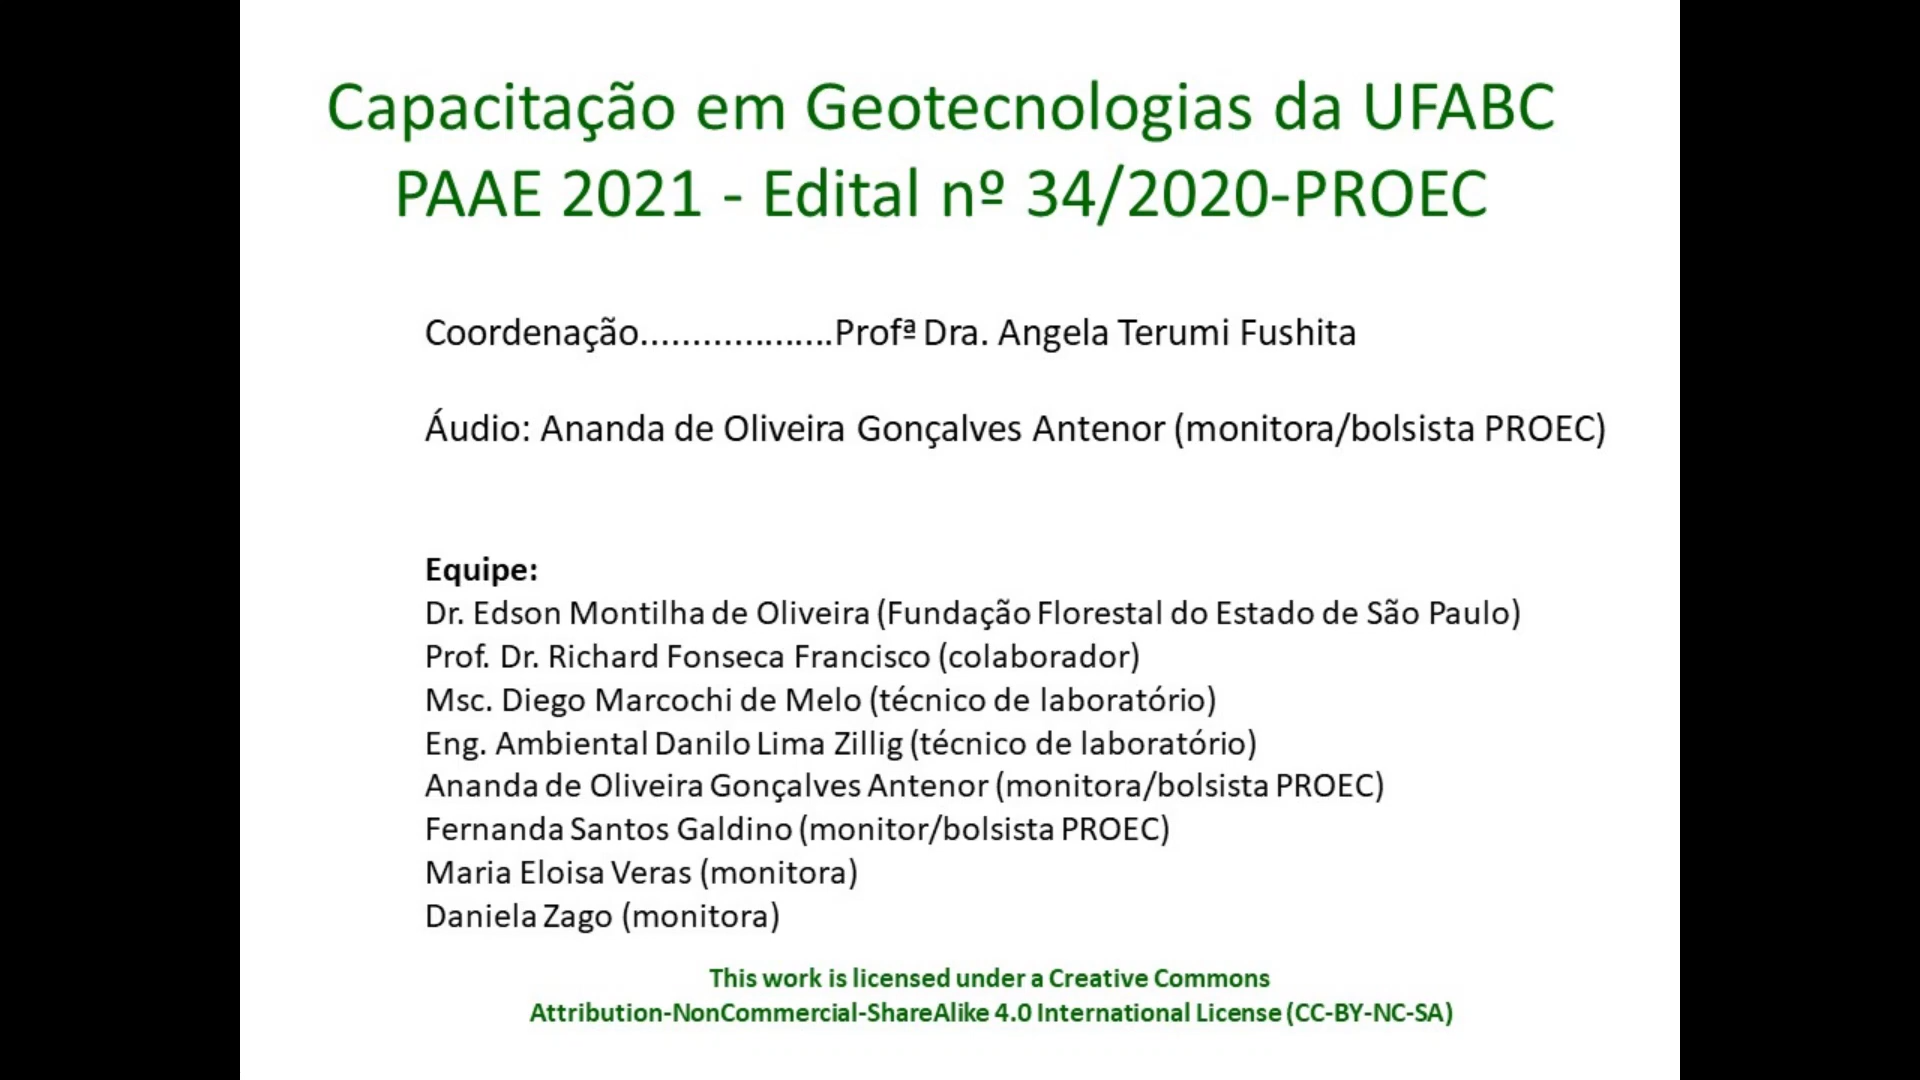 Capacitação em Geotecnologias da UFABC
PAAE 2021 - Edital nº 34/2020-PROEC
Coordenação...................Profª Dra. Angela Terumi Fushita
Áudio: Ananda de Oliveira Gonçalves Antenor (monitora/bolsista PROEC)
Equipe:
Dr. Edson Montilha de Oliveira (Fundação Florestal do Estado de São Paulo)
Prof. Dr. Richard Fonseca Francisco (colaborador)
Msc. Diego Marcochi de Melo (técnico de laboratório)
Eng. Ambiental Danilo Lima Zillig (técnico de laboratório)
Ananda de Oliveira Gonçalves Antenor (monitora/bolsista PROEC)
Fernanda Santos Galdino (monitor/bolsista PROEC)
Maria Eloisa Veras (monitora)
Daniela Zago (monitora)
This work is licensed under a Creative Commons
Attribution-NonCommercial-ShareAlike 4.0 International License (CC-BY-NC-SA)